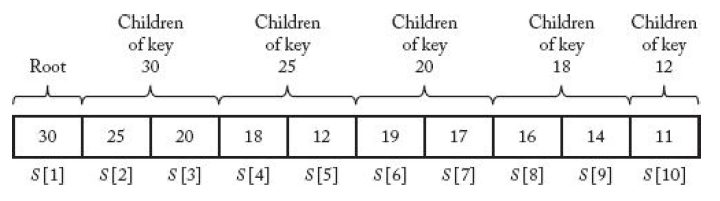 Children Children Children Children Children
of key of key of key of key of key
Root 30 25 20 18 12
30 25 20 18 12 19 17 16 14 11
S[1] S[2] S[3] S[4] S[5] S[6] S[7] S[8] S[9] S[10]